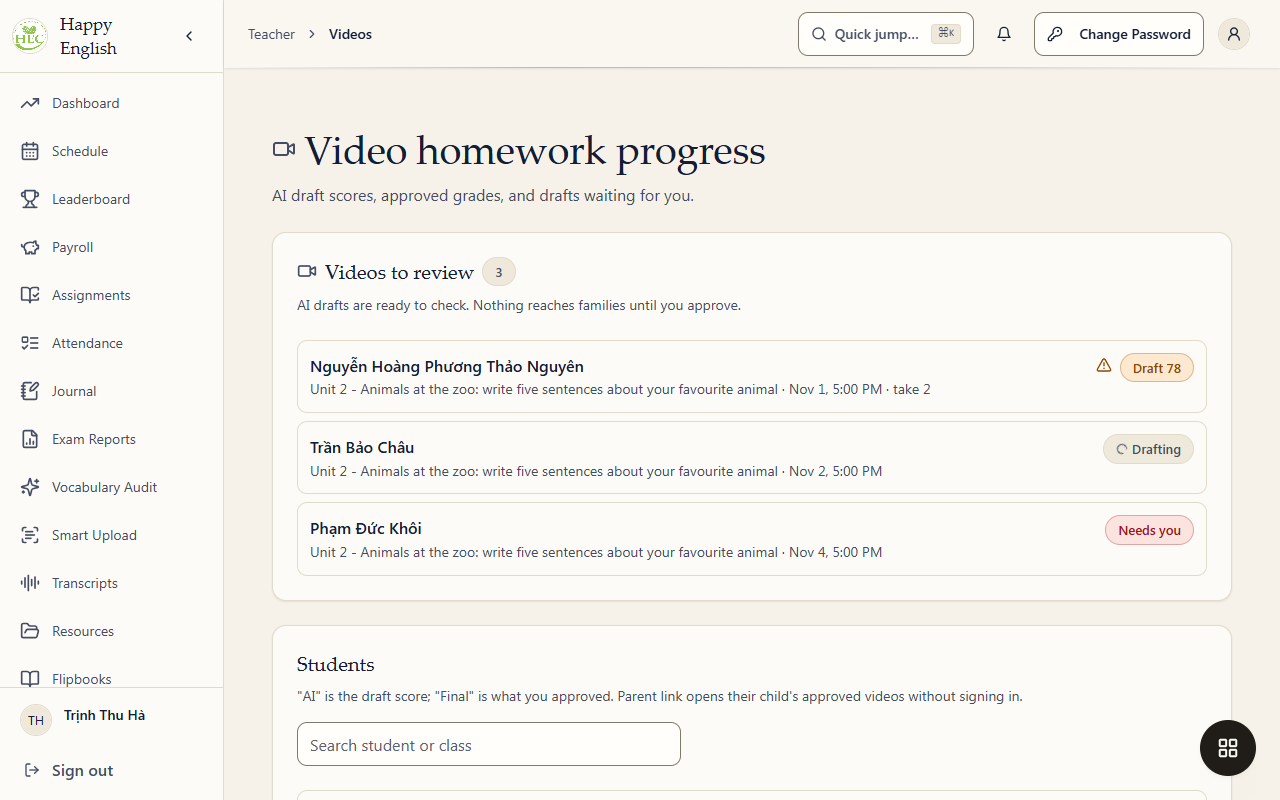 HEC
Happy English
Dashboard
Schedule
Leaderboard
Payroll
Assignments
Attendance
Journal
Exam Reports
Vocabulary Audit
Smart Upload
Transcripts
Resources
Flipbooks
TH
Trịnh Thu Hà
Sign out
Teacher > Videos
Quick jump... ⌘K
Change Password
Video homework progress
AI draft scores, approved grades, and drafts waiting for you.
Videos to review 3
AI drafts are ready to check. Nothing reaches families until you approve.
Nguyễn Hoàng Phương Thảo Nguyên
Draft 78
Unit 2 - Animals at the zoo: write five sentences about your favourite animal · Nov 1, 5:00 PM · take 2
Trần Bảo Châu
Drafting
Unit 2 - Animals at the zoo: write five sentences about your favourite animal · Nov 2, 5:00 PM
Phạm Đức Khôi
Needs you
Unit 2 - Animals at the zoo: write five sentences about your favourite animal · Nov 4, 5:00 PM
Students
"AI" is the draft score; "Final" is what you approved. Parent link opens their child's approved videos without signing in.
Search student or class